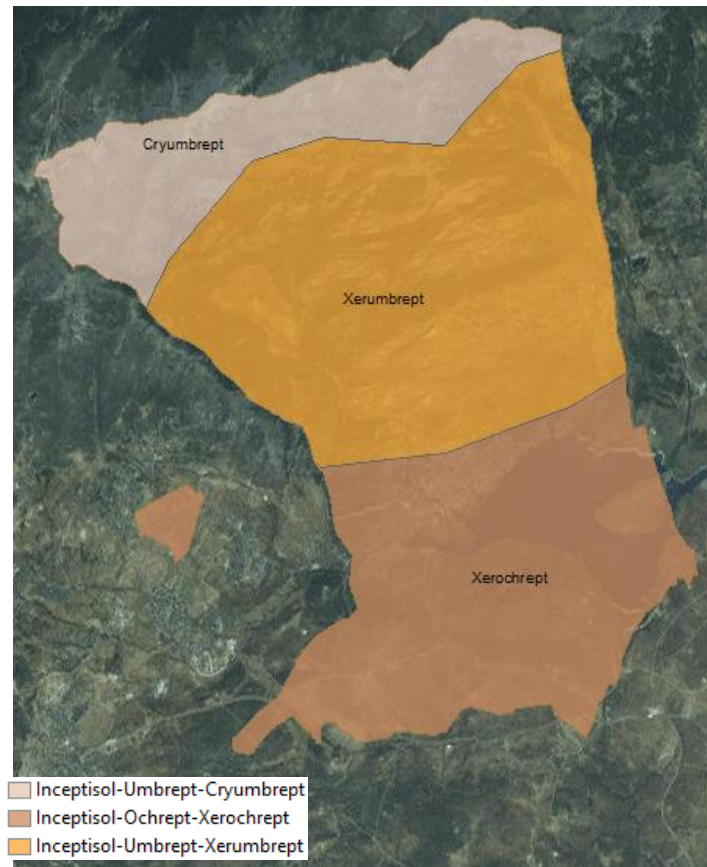 Cryumbrept
Xerumbrept
Xerochrept
Inceptisol-Umbrept-Cryumbrept
Inceptisol-Ochrept-Xerochrept
Inceptisol-Umbrept-Xerumbrept